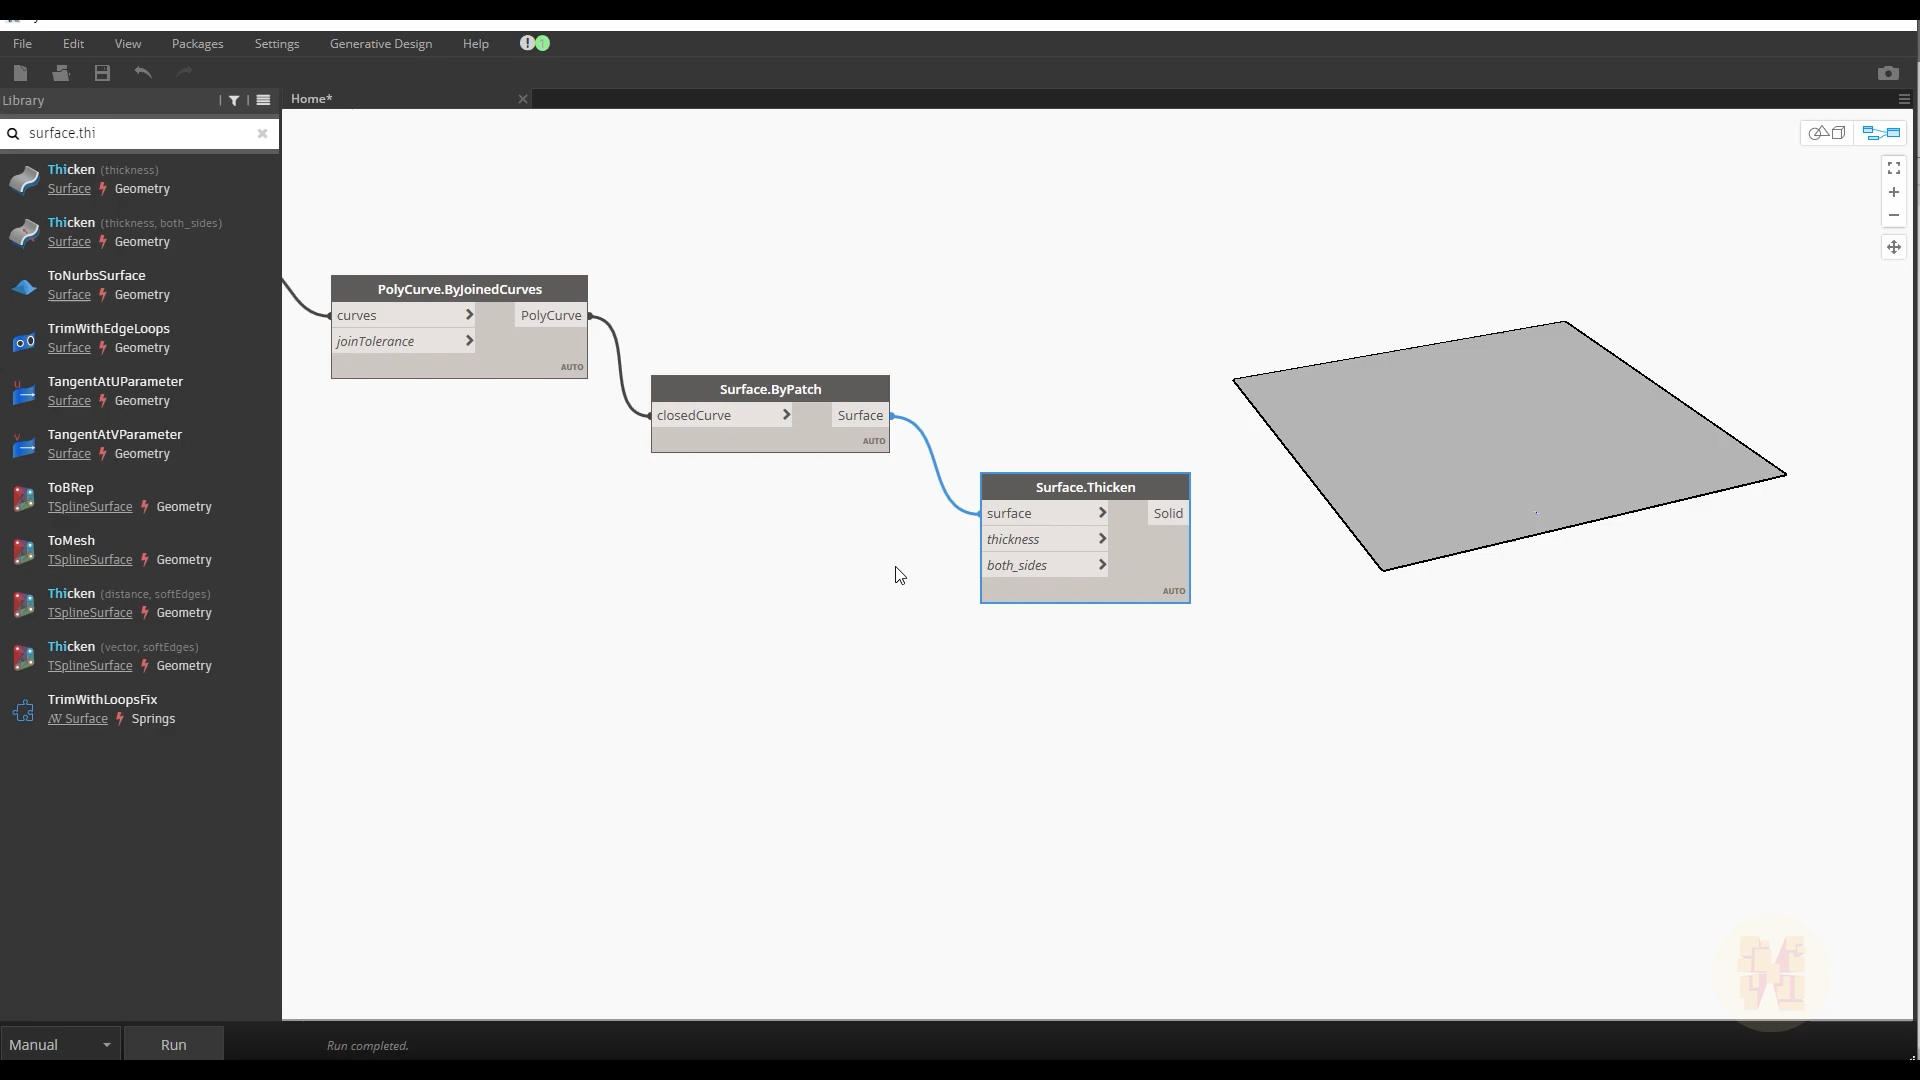 File Edit View Packages Settings Generative Design Help
Library
Home*
surface.thi
Thicken (thickness)
Surface Geometry
Thicken (thickness, both_sides)
Surface Geometry
ToNurbsSurface
Surface Geometry
TrimWithEdgeLoops
Surface Geometry
TangentAtUParameter
Surface Geometry
TangentAtVParameter
Surface Geometry
ToBRep
TSplineSurface Geometry
ToMesh
TSplineSurface Geometry
Thicken (distance, softEdges)
TSplineSurface Geometry
Thicken (vector, softEdges)
TSplineSurface Geometry
TrimWithLoopsFix
Surface Springs
PolyCurve.ByJoinedCurves
curves > PolyCurve
joinTolerance >
AUTO
Surface.ByPatch
closedCurve > Surface
AUTO
Surface.Thicken
surface > Solid
thickness >
both_sides >
AUTO
Manual Run Run completed.